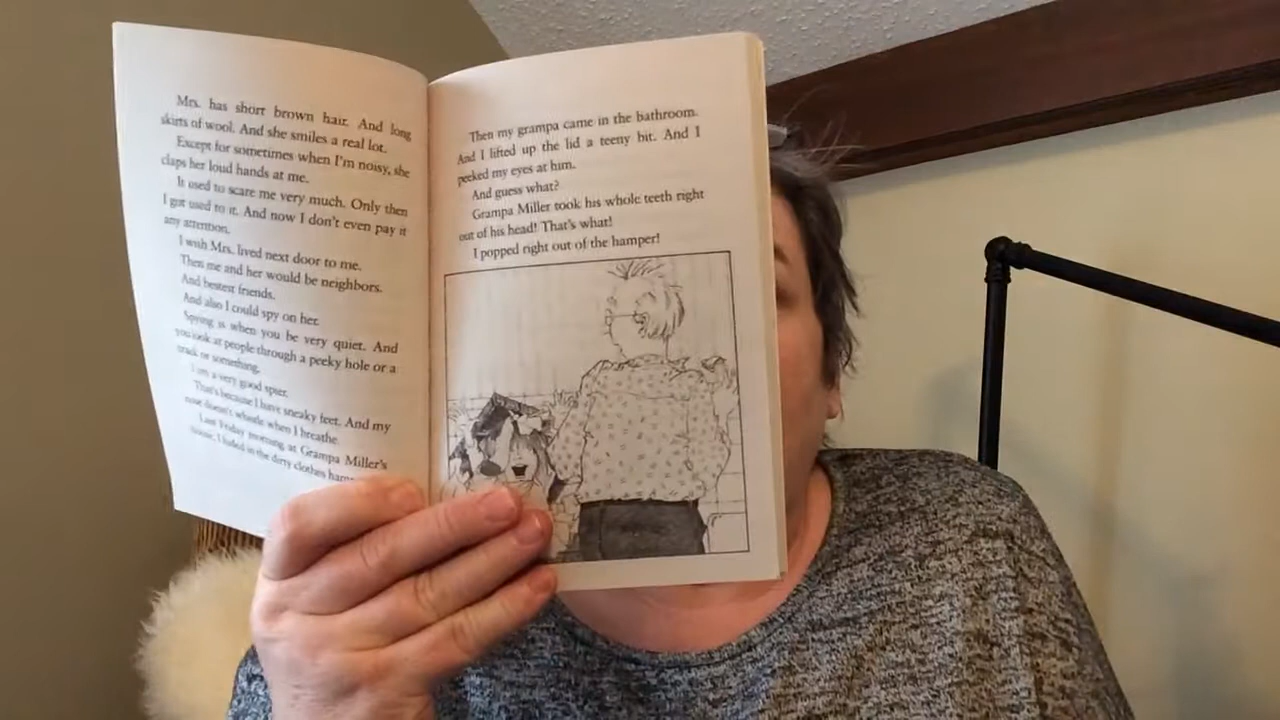 Mrs. has short brown hair. And long
skirts of wool. And she smiles a real lot.
Except for sometimes when I'm noisy, she
claps her loud hands at me.
It used to scare me very much. Only then
I got used to it. And now I don't even pay it
any attention.
I wish Mrs. lived next door to me.
Then me and her would be neighbors.
And bestest friends.
And also I could spy on her.
Spying is when you be very quiet. And
you look at people through a peeky hole or a
crack or something.
I am a very good spier.
That's because I have sneaky feet. And my
nose doesn't whistle when I breathe.
Last Friday morning at Grampa Miller's
house, I hided in the dirty clothes
Then my grampa came in the bathroom.
And I lifted up the lid a teeny bit. And I
peeked my eyes at him.
And guess what?
Grampa Miller took his whole teeth right
out of his head! That's what!
I popped right out of the hamper!